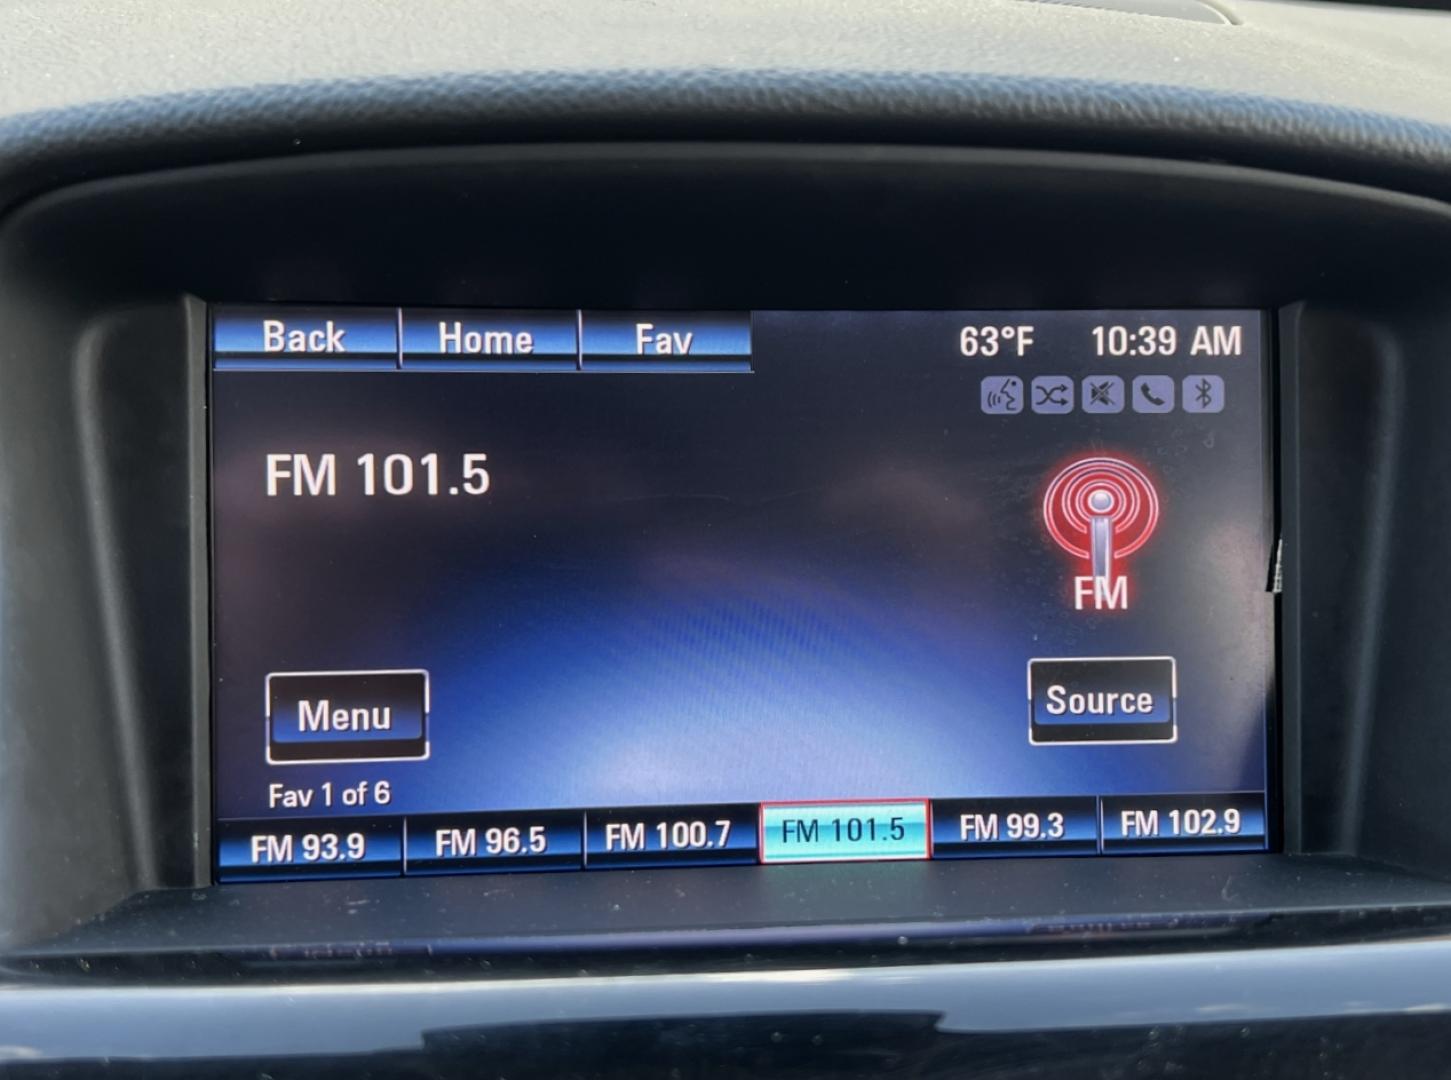 Back Home Fav 63°F 10:39 AM
FM 101.5
FM
Menu Source
Fav 1 of 6
FM 93.9 FM 96.5 FM 100.7 FM 101.5 FM 99.3 FM 102.9